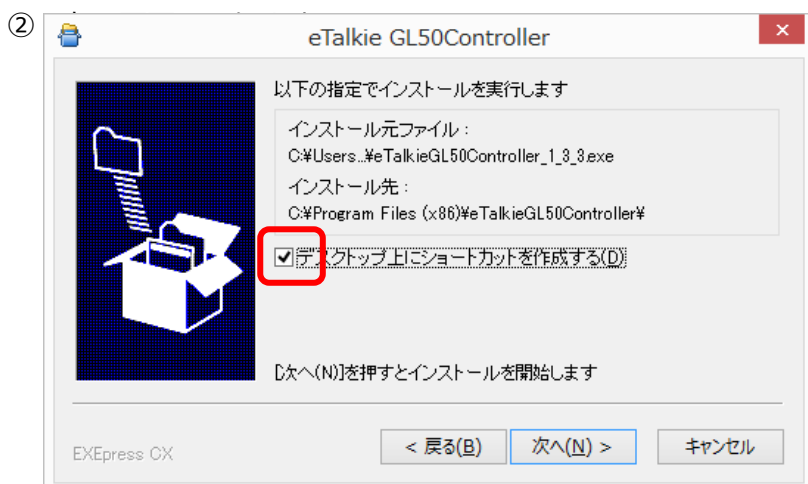 ②
eTalkie GL50Controller
以下の指定でインストールを実行します
インストール元ファイル：
C:¥Users..¥eTalkieGL50Controller_1_3_3.exe
インストール先：
C:¥Program Files (x86)¥eTalkieGL50Controller¥
デスクトップ上にショートカットを作成する(D)
[次へ(N)]を押すとインストールを開始します
EXEpress CX
< 戻る(B)
次へ(N) >
キャンセル